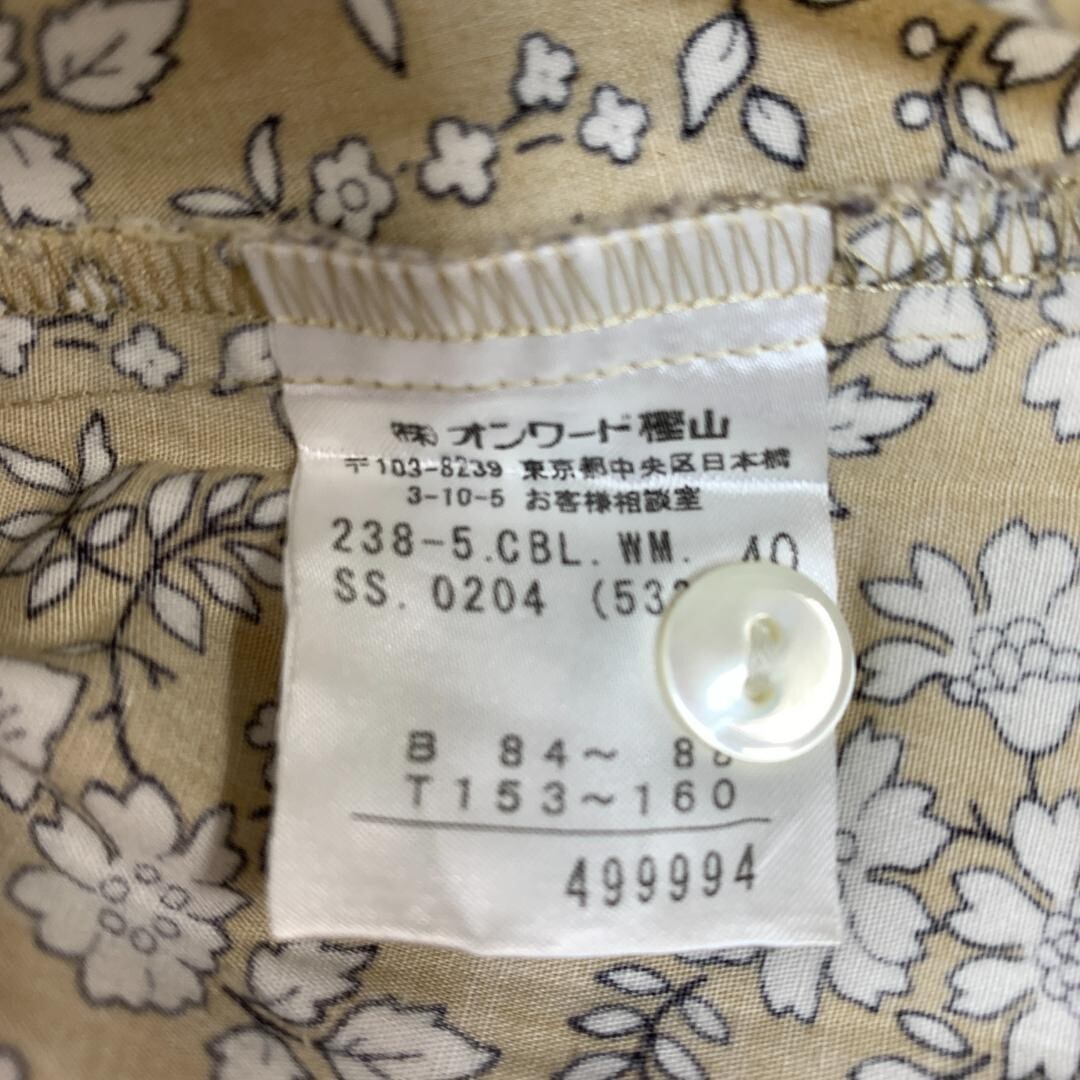 ㈱オンワード樫山
〒103-8239 東京都中央区日本橋
3-10-5 お客様相談室
238-5.CBL.WM. 40
SS. 0204
B 84~
T153~160
499994